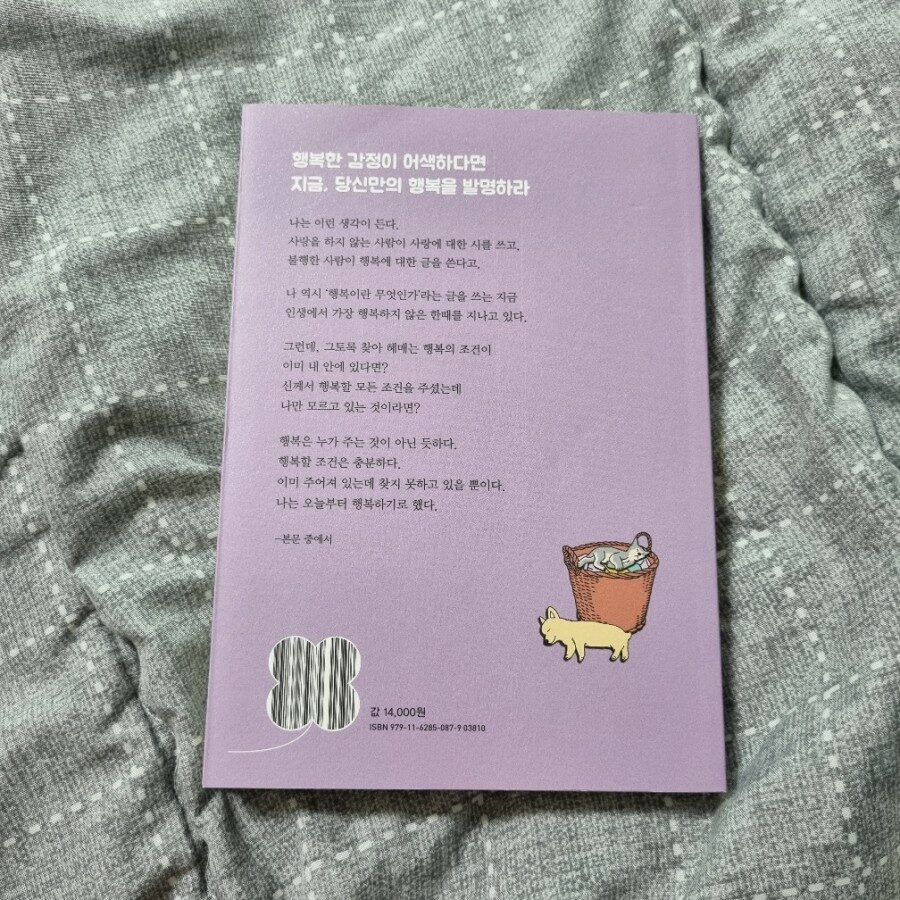 행복한 감정이 어색하다면
지금, 당신만의 행복을 발명하라
나는 이런 생각이 든다.
사랑을 하지 않는 사람이 사랑에 대한 시를 쓰고,
불행한 사람이 행복에 대한 글을 쓴다고.
나 역시 '행복이란 무엇인가'라는 글을 쓰는 지금
인생에서 가장 행복하지 않은 한때를 지나고 있다.
그런데, 그토록 찾아 헤매는 행복의 조건이
이미 내 안에 있다면?
신께서 행복할 모든 조건을 주셨는데
나만 모르고 있는 것이라면?
행복은 누가 주는 것이 아닌 듯하다.
행복할 조건은 충분하다.
이미 주어져 있는데 찾지 못하고 있을 뿐이다.
나는 오늘부터 행복하기로 했다.
-본문 중에서
값 14,000원
ISBN 979-11-6285-087-9 03810